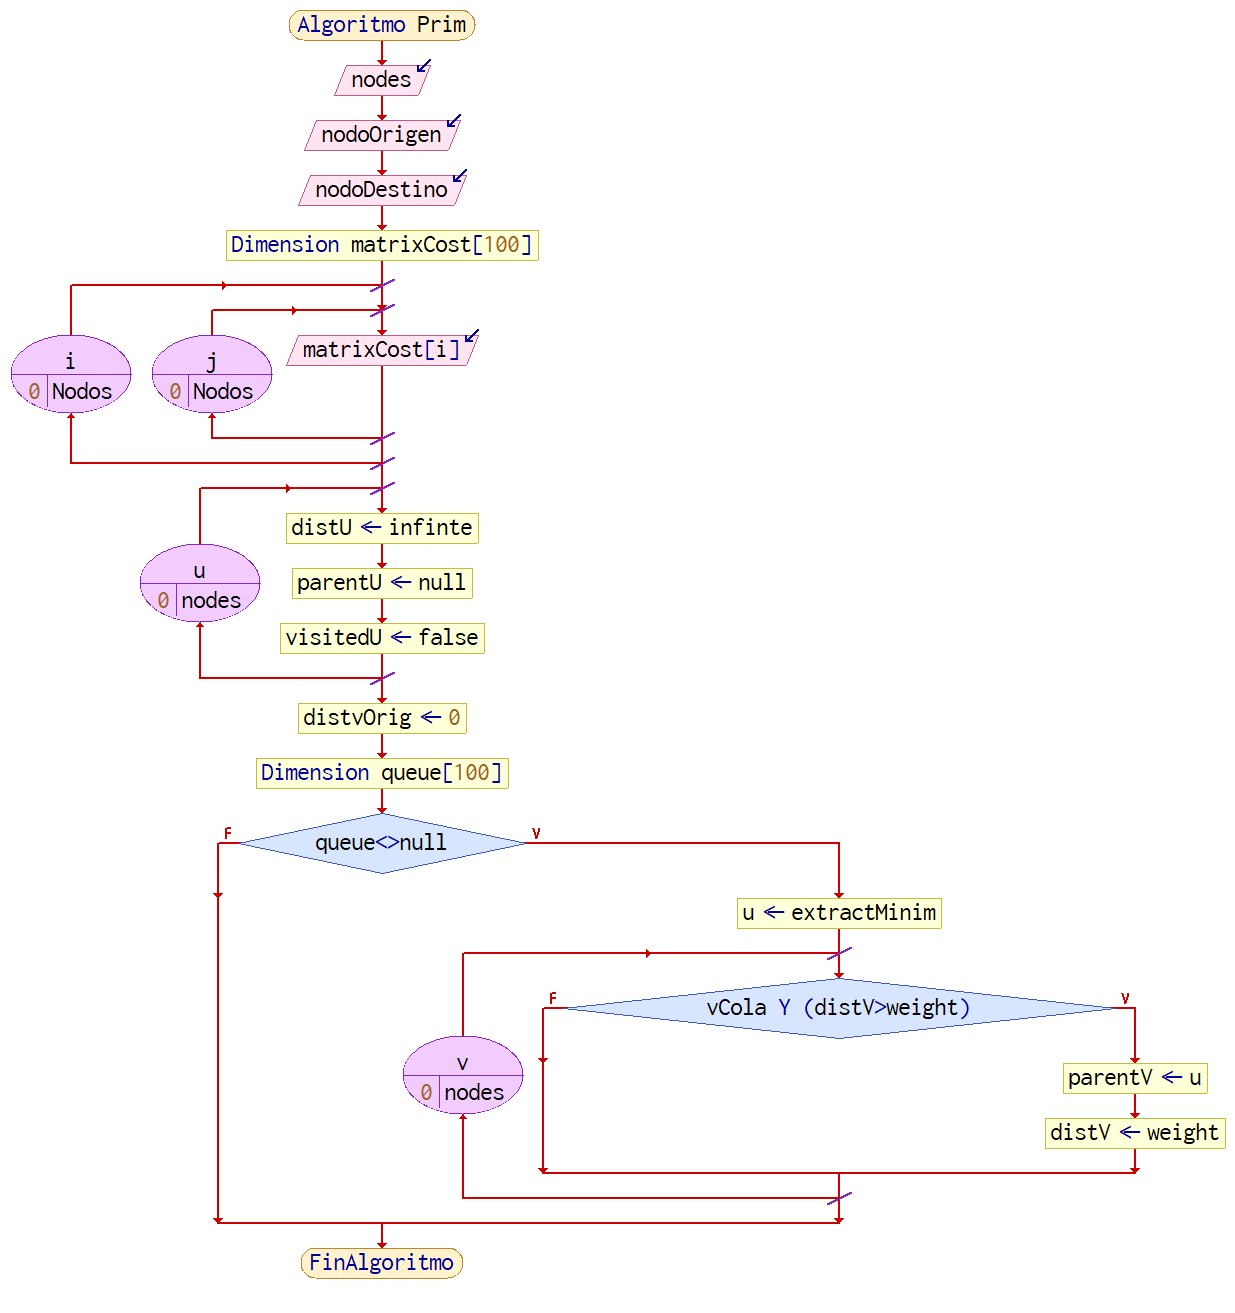 Algoritmo Prim
nodes
nodoOrigen
nodoDestino
Dimension matrixCost[100]
i
0 Nodos
j
0 Nodos
matrixCost[i]
distU ← infinte
parentU ← null
visitedU ← false
u
0 nodes
distvOrig ← 0
Dimension queue[100]
F
queue<>null
V
u ← extractMinim
F
vCola Y (distV>weight)
V
v
0 nodes
parentV ← u
distV ← weight
FinAlgoritmo